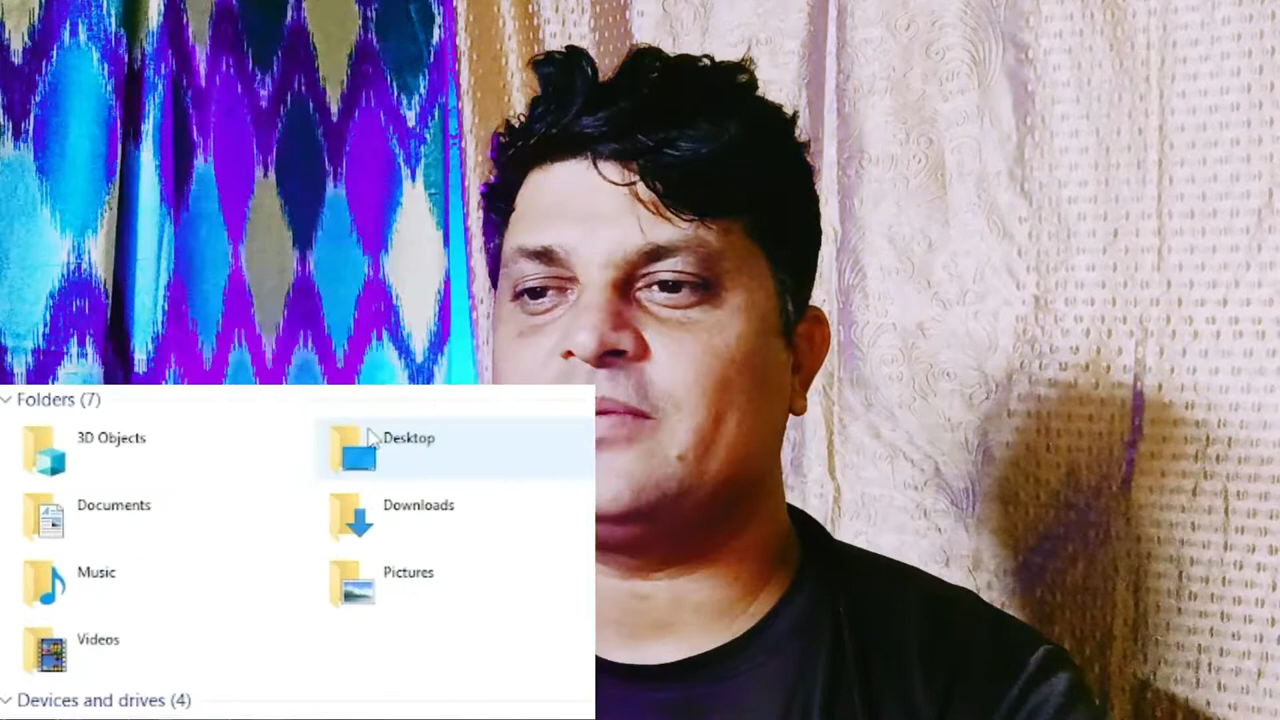 Folders (7)
3D Objects
Desktop
Documents
Downloads
Music
Pictures
Videos
Devices and drives (4)